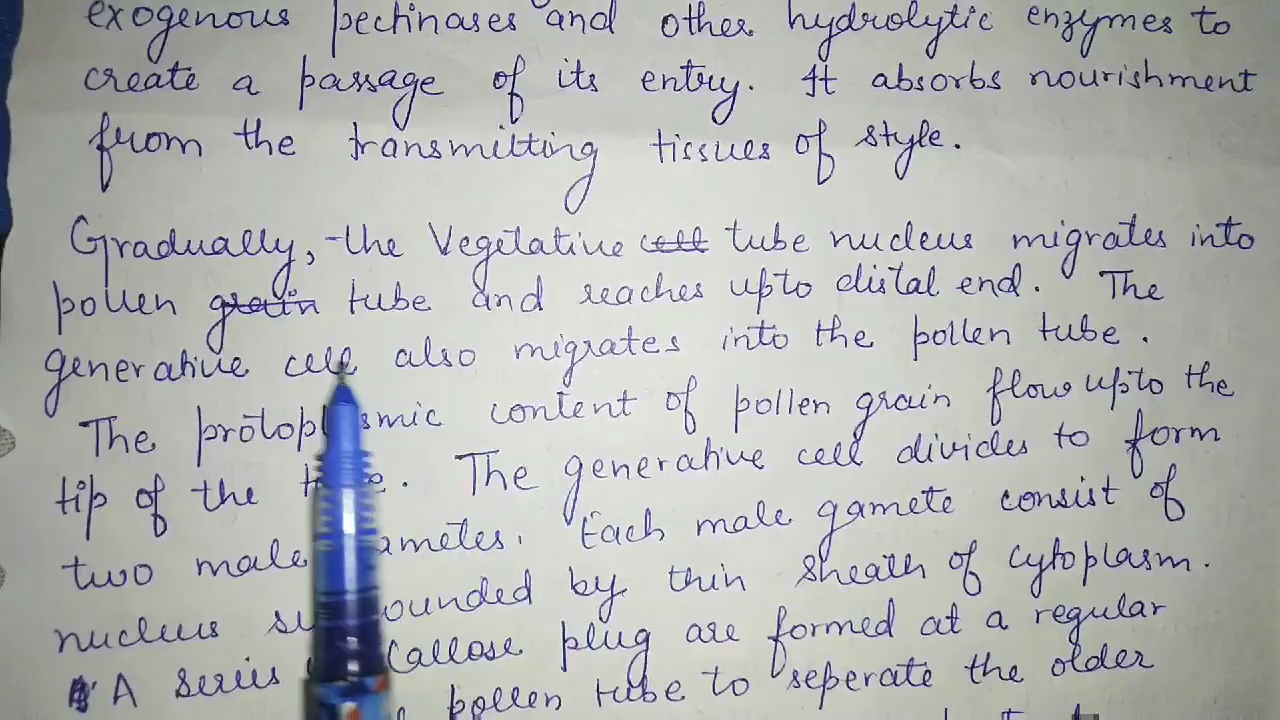 exogenous pectinases and other hydrolytic enzymes to
create a passage of its entry. It absorbs nourishment
from the transmitting tissues of style.
Gradually, the Vegetative cell tube nucleus migrates into
pollen grain tube and reaches upto distal end. The
generative cell also migrates into the pollen tube.
The content of pollen grain flow upto the
tip of the. The generative cell divides to form
two male. Each male gamete consist of
nucleus by thin sheath of cytoplasm.
A series Callose plug are formed at a regular
pollen tube to seperate the older